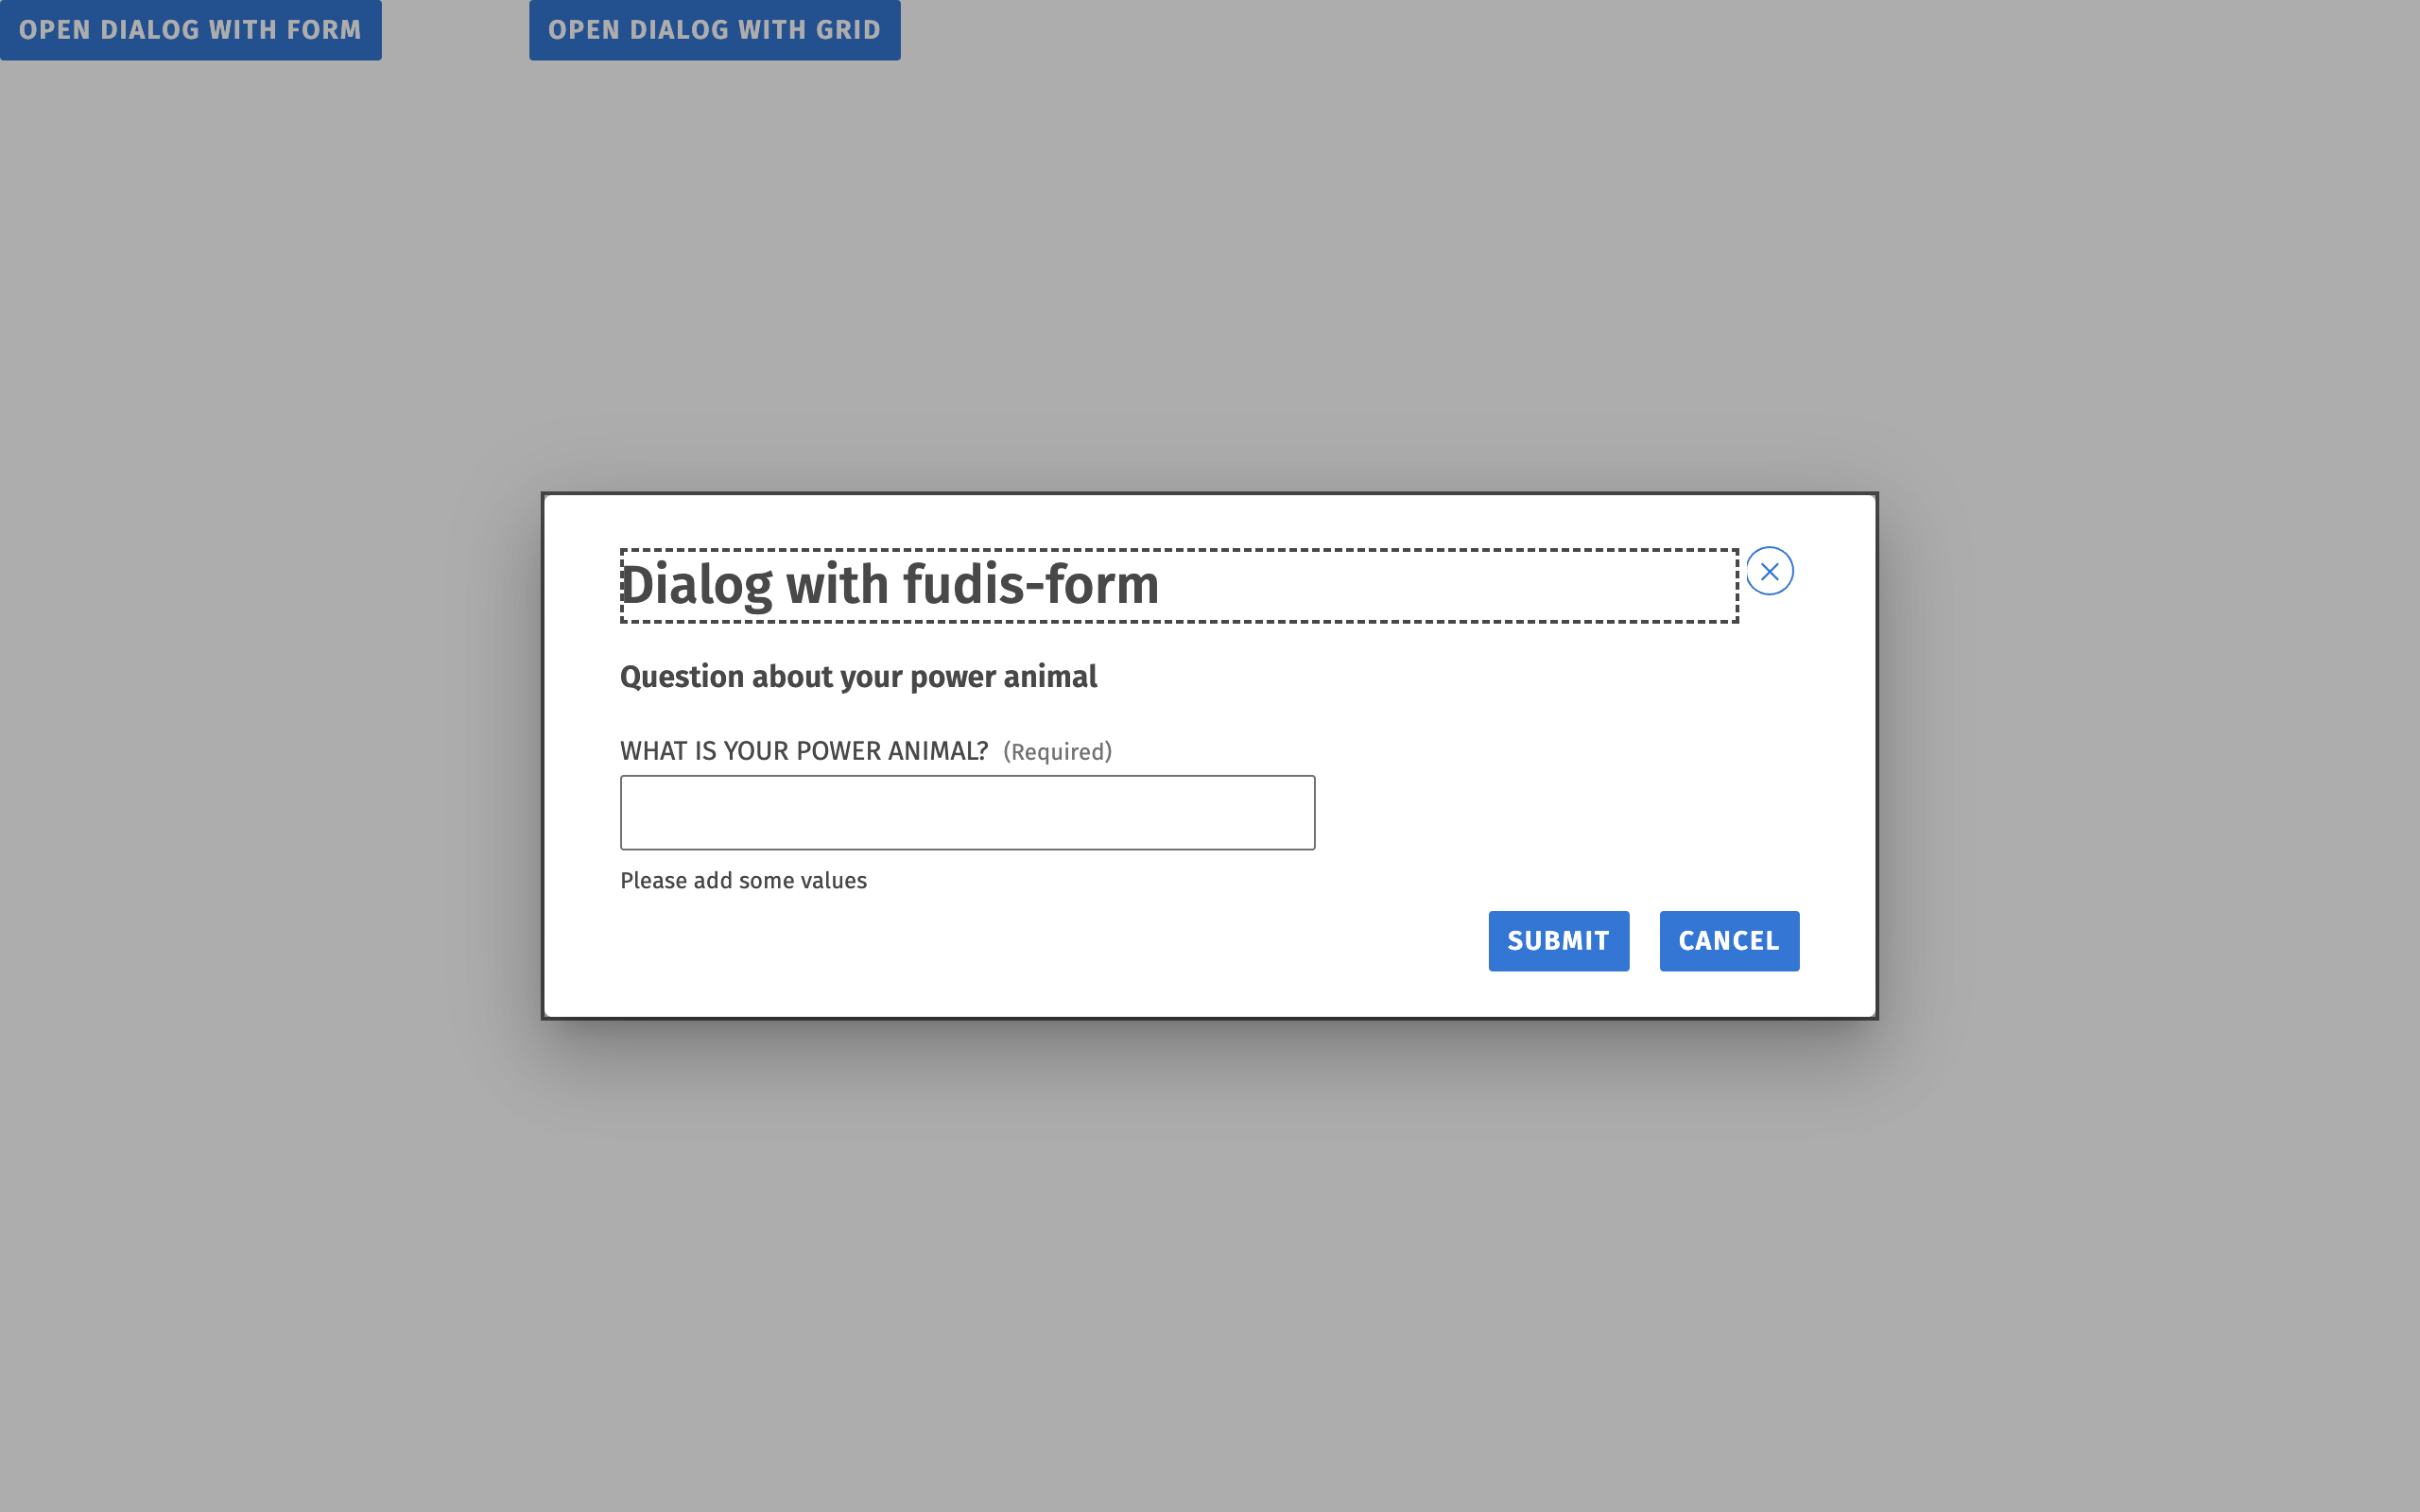 OPEN DIALOG WITH FORM
OPEN DIALOG WITH GRID
Dialog with fudis-form
Question about your power animal
WHAT IS YOUR POWER ANIMAL? (Required)
Please add some values
SUBMIT
CANCEL